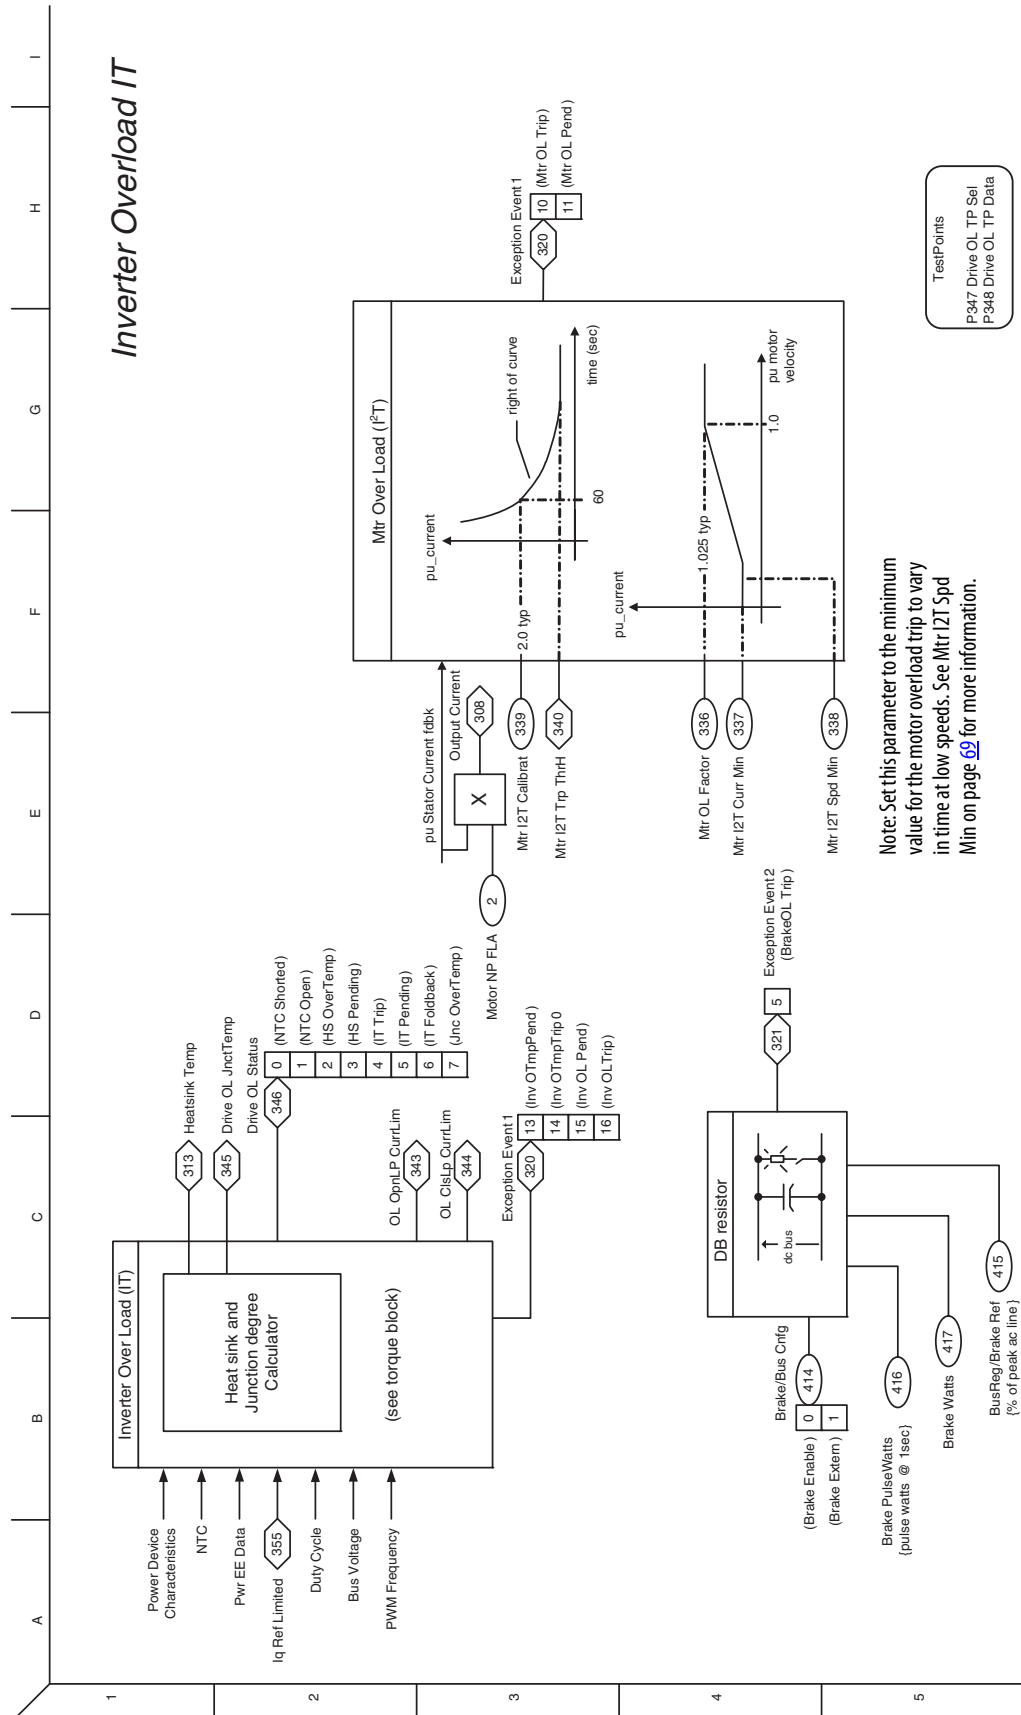 Inverter Overload IT
A
B
C
D
E
F
G
H
I
1
2
3
4
5
Power Device
Characteristics
NTC
Pwr EE Data
Iq Ref Limited
355
Duty Cycle
Bus Voltage
PWM Frequency
Inverter Over Load (IT)
Heat sink and
Junction degree
Calculator
(see torque block)
313
Heatsink Temp
345
Drive OL JnctTemp
Drive OL Status
346
0
(NTC Shorted)
1
(NTC Open)
2
(HS OverTemp)
3
(HS Pending)
4
(IT Trip)
5
(IT Pending)
6
(IT Foldback)
7
(Jnc OverTemp)
OL OpnLP CurrLim
343
OL ClsLp CurrLim
344
Exception Event1
320
13
(Inv OTmpPend)
14
(Inv OTmpTrip0
15
(Inv OL Pend)
16
(Inv OLTrip)
pu Stator Current fdbk
Output Current
X
308
2
Motor NP FLA
Mtr I2T Calibrat
339
Mtr I2T Trp ThrH
340
Mtr OL Factor
336
Mtr I2T Curr Min
337
Mtr I2T Spd Min
338
Mtr Over Load (I²T)
pu_current
2.0 typ
60
right of curve
time (sec)
pu_current
1.025 typ
1.0
pu motor
velocity
Exception Event1
320
10
(Mtr OL Trip)
11
(Mtr OL Pend)
Brake/Bus Cnfg
414
(Brake Enable)
0
(Brake Extern)
1
DB resistor
dc bus
Exception Event2
(BrakeOL Trip)
321
5
Brake PulseWatts
{pulse watts @ 1sec}
416
Brake Watts
417
BusReg/Brake Ref
{% of peak ac line}
415
Note: Set this parameter to the minimum
value for the motor overload trip to vary
in time at low speeds. See Mtr I2T Spd
Min on page 69 for more information.
TestPoints
P347 Drive OL TP Sel
P348 Drive OL TP Data